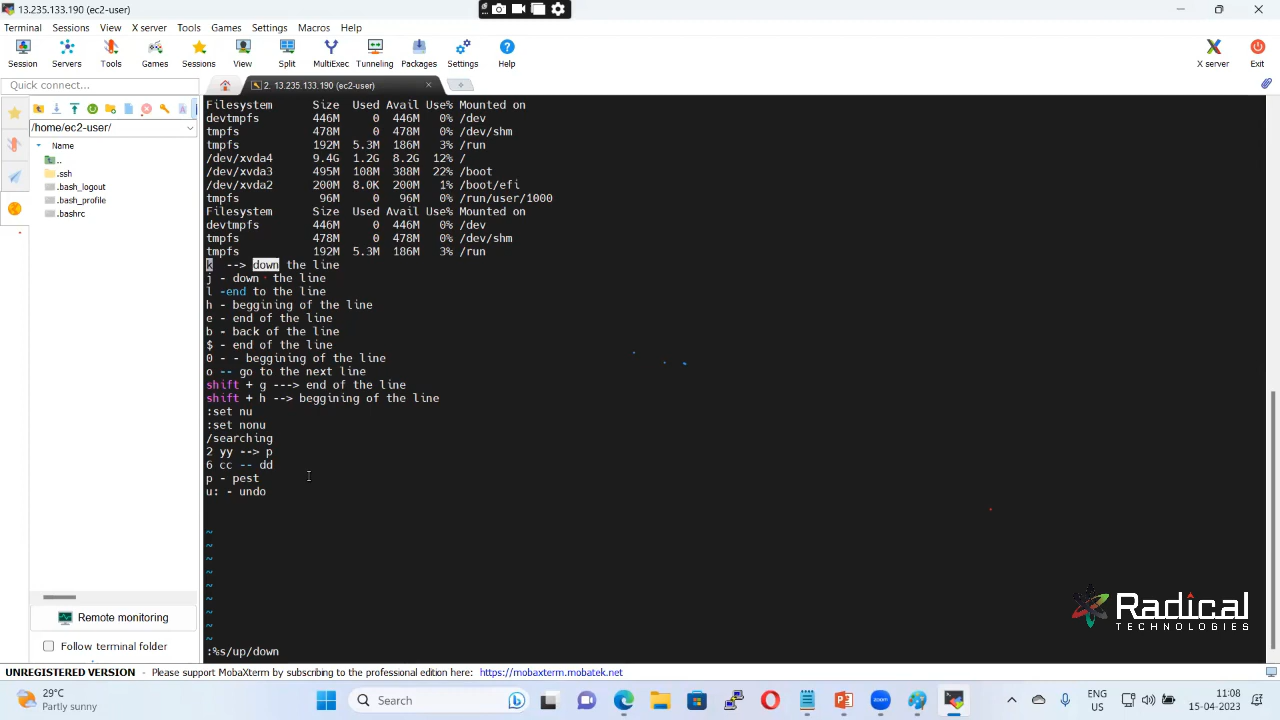 13.235.133.190 (ec2-user)
Terminal Sessions View X server Tools Games Settings Macros Help
Session Servers Tools Games Sessions View Split MultiExec Tunneling Packages Settings Help X server Exit
Quick connect...
2. 13.235.133.190 (ec2-user)
/home/ec2-user/
Name
..
.ssh
.bash_logout
.bash_profile
.bashrc
Filesystem Size Used Avail Use% Mounted on
devtmpfs 446M 0 446M 0% /dev
tmpfs 478M 0 478M 0% /dev/shm
tmpfs 192M 5.3M 186M 3% /run
/dev/xvda4 9.4G 1.2G 8.2G 12% /
/dev/xvda3 495M 108M 388M 22% /boot
/dev/xvda2 200M 8.0K 200M 1% /boot/efi
tmpfs 96M 0 96M 0% /run/user/1000
Filesystem Size Used Avail Use% Mounted on
devtmpfs 446M 0 446M 0% /dev
tmpfs 478M 0 478M 0% /dev/shm
tmpfs 192M 5.3M 186M 3% /run
k --> down the line
j - down the line
l -end to the line
h - beggining of the line
e - end of the line
b - back of the line
$ - end of the line
0 - - beggining of the line
o -- go to the next line
shift + g ---> end of the line
shift + h --> beggining of the line
:set nu
:set nonu
/searching
2 yy --> p
6 cc -- dd
p - pest
u: - undo
~
~
~
~
~
~
~
~
~
:%s/up/down
Remote monitoring
Follow terminal folder
Radical
TECHNOLOGIES
UNREGISTERED VERSION - Please support MobaXterm by subscribing to the professional edition here: https://mobaxterm.mobatek.net
29°C
Partly sunny
Search
ENG
US
11:08
15-04-2023